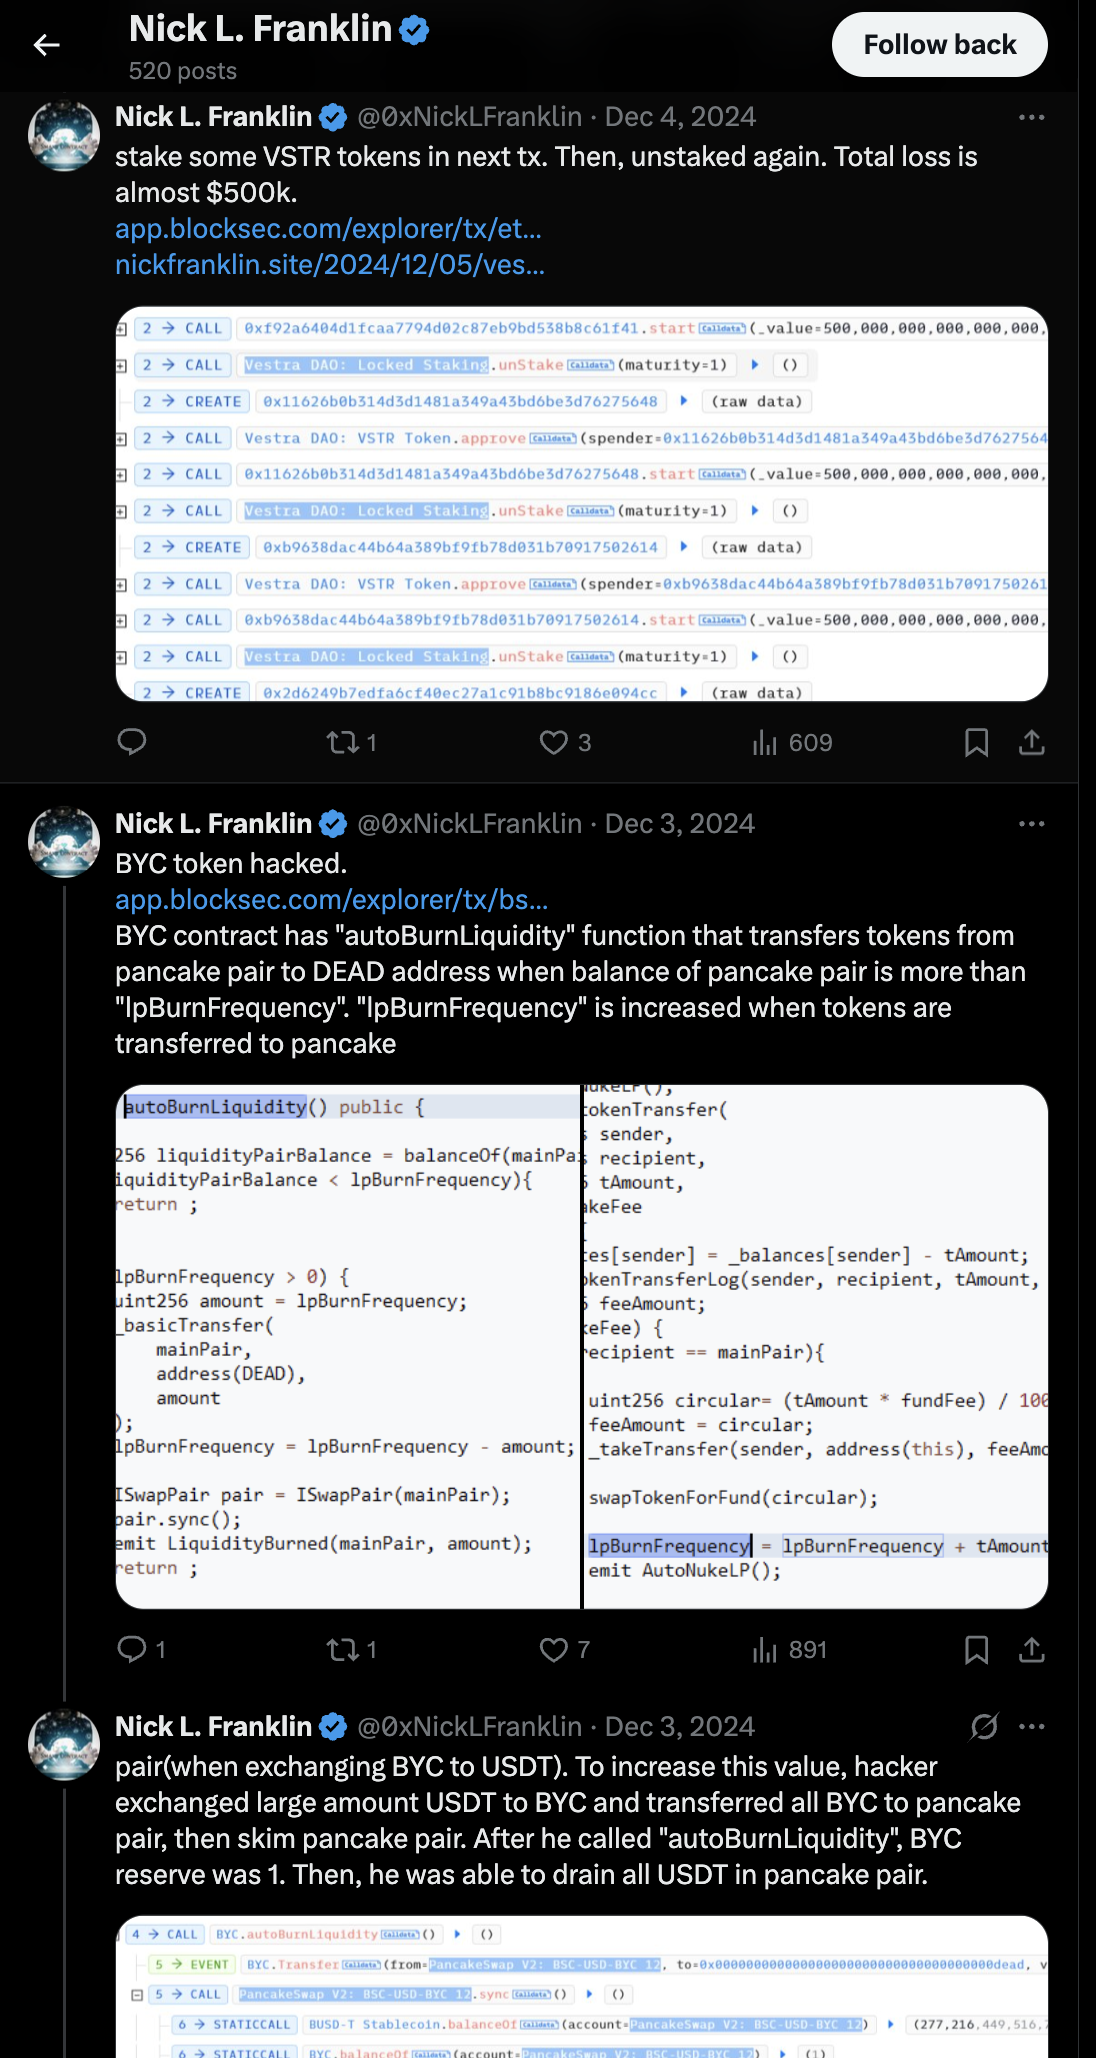 Nick L. Franklin
520 posts
Follow back
Nick L. Franklin @0xNickLFranklin · Dec 4, 2024
stake some VSTR tokens in next tx. Then, unstaked again. Total loss is
almost $500k.
app.blocksec.com/explorer/tx/et...
nickfranklin.site/2024/12/05/ves...
2 → CALL 0xf92a6404d1fcaa7794d02c87eb9bd538b8c61f41.start Calldata (_value=500,000,000,000,000,000,
2 → CALL Vestra DAO: Locked Staking.unStake Calldata (maturity=1) ()
2 → CREATE 0x11626b0b314d3d1481a349a43bd6be3d76275648 (raw data)
2 → CALL Vestra DAO: VSTR Token.approve Calldata (spender=0x11626b0b314d3d1481a349a43bd6be3d7627564
2 → CALL 0x11626b0b314d3d1481a349a43bd6be3d76275648.start Calldata (_value=500,000,000,000,000,000,
2 → CALL Vestra DAO: Locked Staking.unStake Calldata (maturity=1) ()
2 → CREATE 0xb9638dac44b64a389bf9fb78d031b70917502614 (raw data)
2 → CALL Vestra DAO: VSTR Token.approve Calldata (spender=0xb9638dac44b64a389bf9fb78d031b7091750261
2 → CALL 0xb9638dac44b64a389bf9fb78d031b70917502614.start Calldata (_value=500,000,000,000,000,000,
2 → CALL Vestra DAO: Locked Staking.unStake Calldata (maturity=1) ()
2 → CREATE 0x2d6249b7edfa6cf40ec27a1c91b8bc9186e094cc (raw data)
1 3 609
Nick L. Franklin @0xNickLFranklin · Dec 3, 2024
BYC token hacked.
app.blocksec.com/explorer/tx/bs...
BYC contract has "autoBurnLiquidity" function that transfers tokens from
pancake pair to DEAD address when balance of pancake pair is more than
"lpBurnFrequency". "lpBurnFrequency" is increased when tokens are
transferred to pancake
autoBurnLiquidity() public {
256 liquidityPairBalance = balanceOf(mainPa
iquidityPairBalance < lpBurnFrequency){
return ;
lpBurnFrequency > 0) {
uint256 amount = lpBurnFrequency;
_basicTransfer(
mainPair,
address(DEAD),
amount
);
lpBurnFrequency = lpBurnFrequency - amount;
ISwapPair pair = ISwapPair(mainPair);
pair.sync();
emit LiquidityBurned(mainPair, amount);
return ;
NukeLP();
okenTransfer(
sender,
recipient,
tAmount,
akeFee
es[sender] = _balances[sender] - tAmount;
okenTransferLog(sender, recipient, tAmount,
feeAmount;
eFee) {
ecipient == mainPair){
uint256 circular= (tAmount * fundFee) / 100
feeAmount = circular;
_takeTransfer(sender, address(this), feeAmo
swapTokenForFund(circular);
lpBurnFrequency = lpBurnFrequency + tAmount
emit AutoNukeLP();
1 1 7 891
Nick L. Franklin @0xNickLFranklin · Dec 3, 2024
pair(when exchanging BYC to USDT). To increase this value, hacker
exchanged large amount USDT to BYC and transferred all BYC to pancake
pair, then skim pancake pair. After he called "autoBurnLiquidity", BYC
reserve was 1. Then, he was able to drain all USDT in pancake pair.
4 → CALL BYC.autoBurnLiquidity Calldata () ()
5 → EVENT BYC.Transfer Calldata (from=PancakeSwap V2: BSC-USD-BYC 12, to=0x000000000000000000000000000000000000dead, v
5 → CALL PancakeSwap V2: BSC-USD-BYC 12.sync Calldata () ()
6 → STATICCALL BUSD-T Stablecoin.balanceOf Calldata (account=PancakeSwap V2: BSC-USD-BYC 12) (277,216,449,516,
6 → STATICCALL BYC.balanceOf Calldata (account=PancakeSwap V2: BSC-USD-BYC 12) (1)